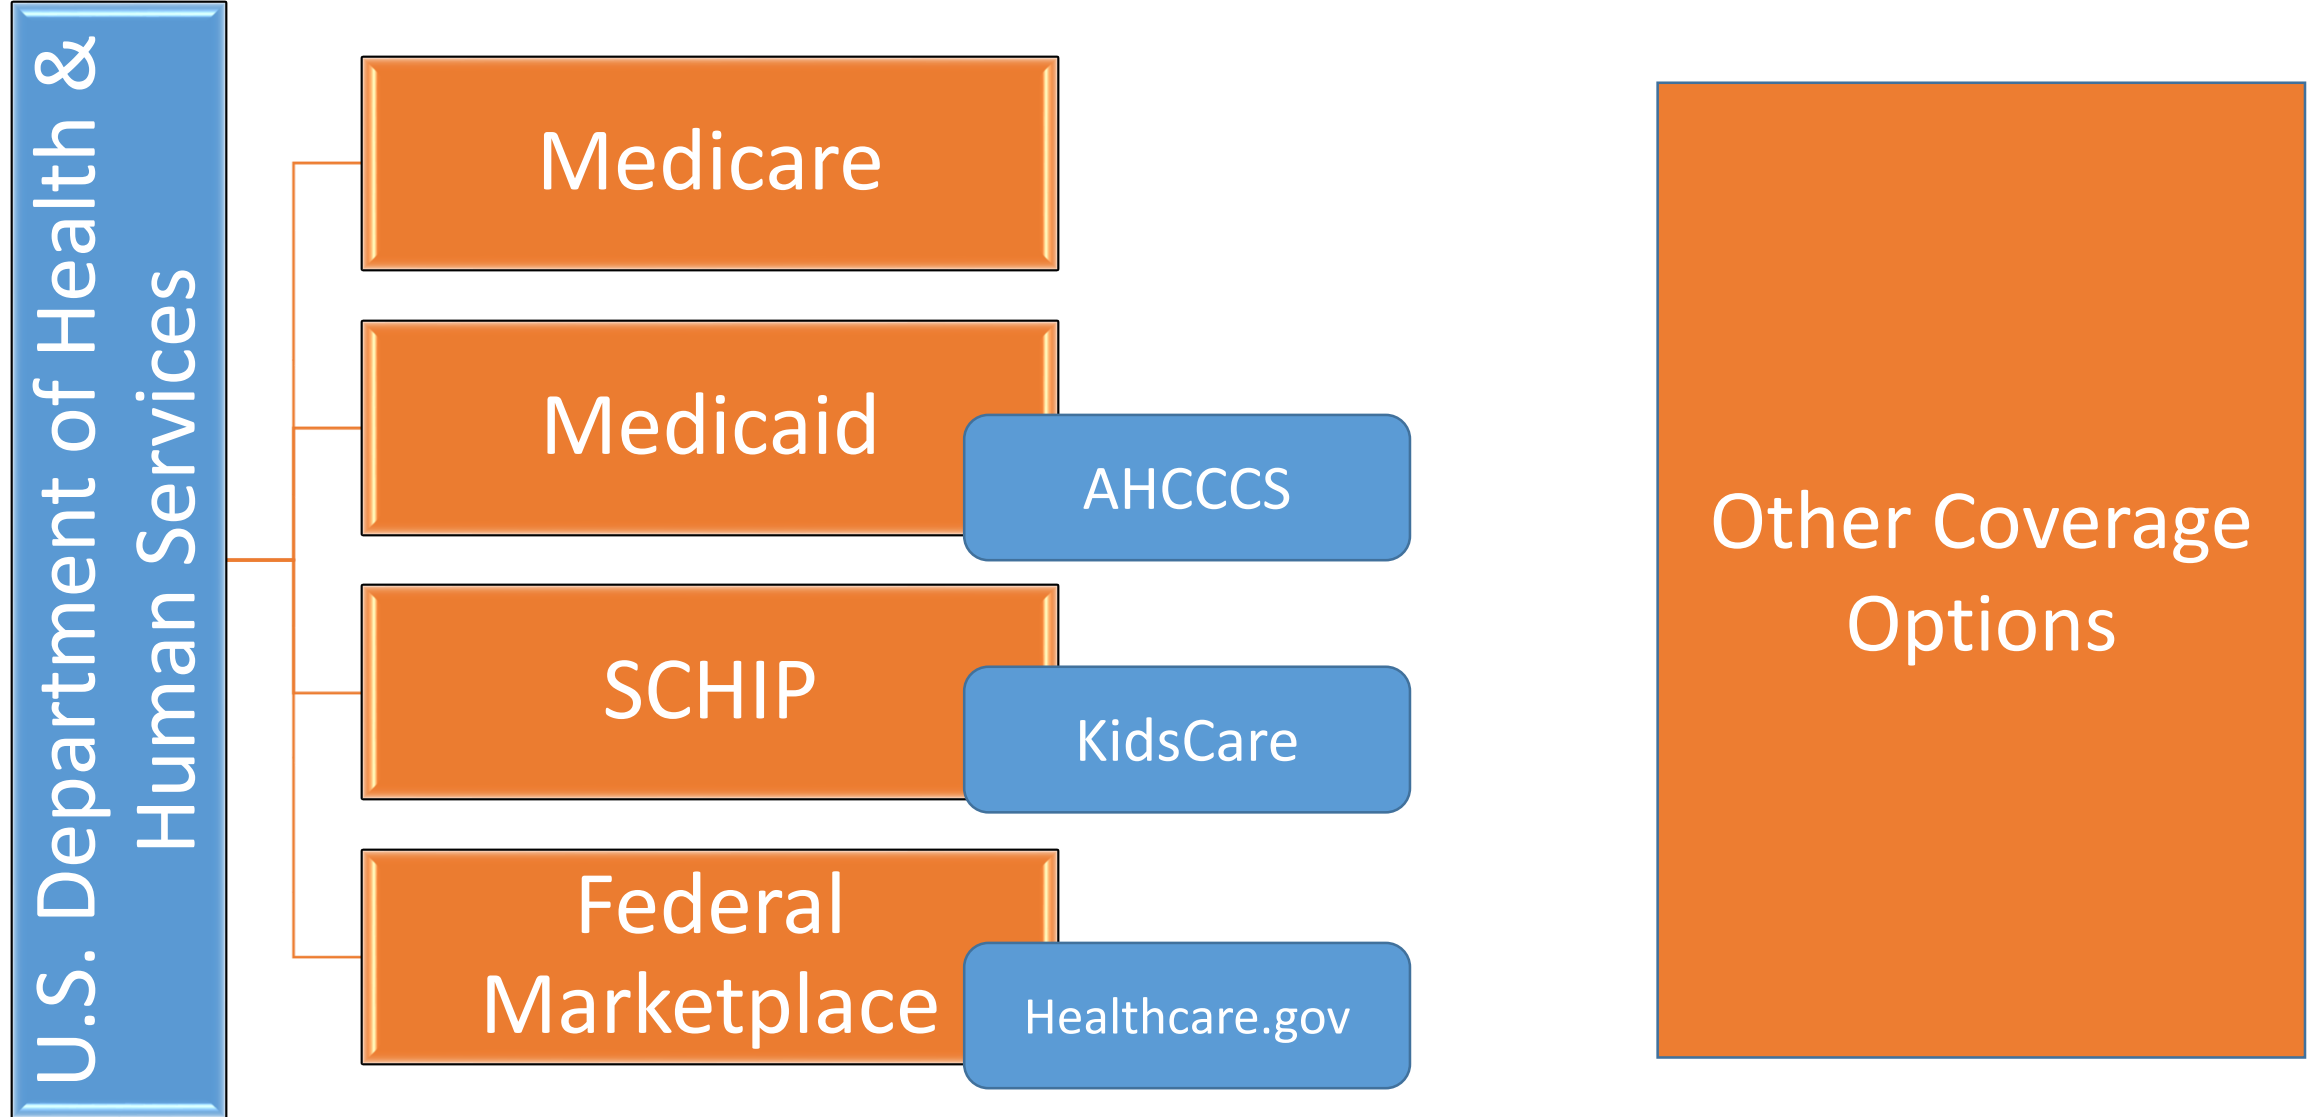 U.S. Department of Health &
Human Services
Medicare
Medicaid
AHCCCS
SCHIP
KidsCare
Federal
Marketplace
Healthcare.gov
Other Coverage
Options